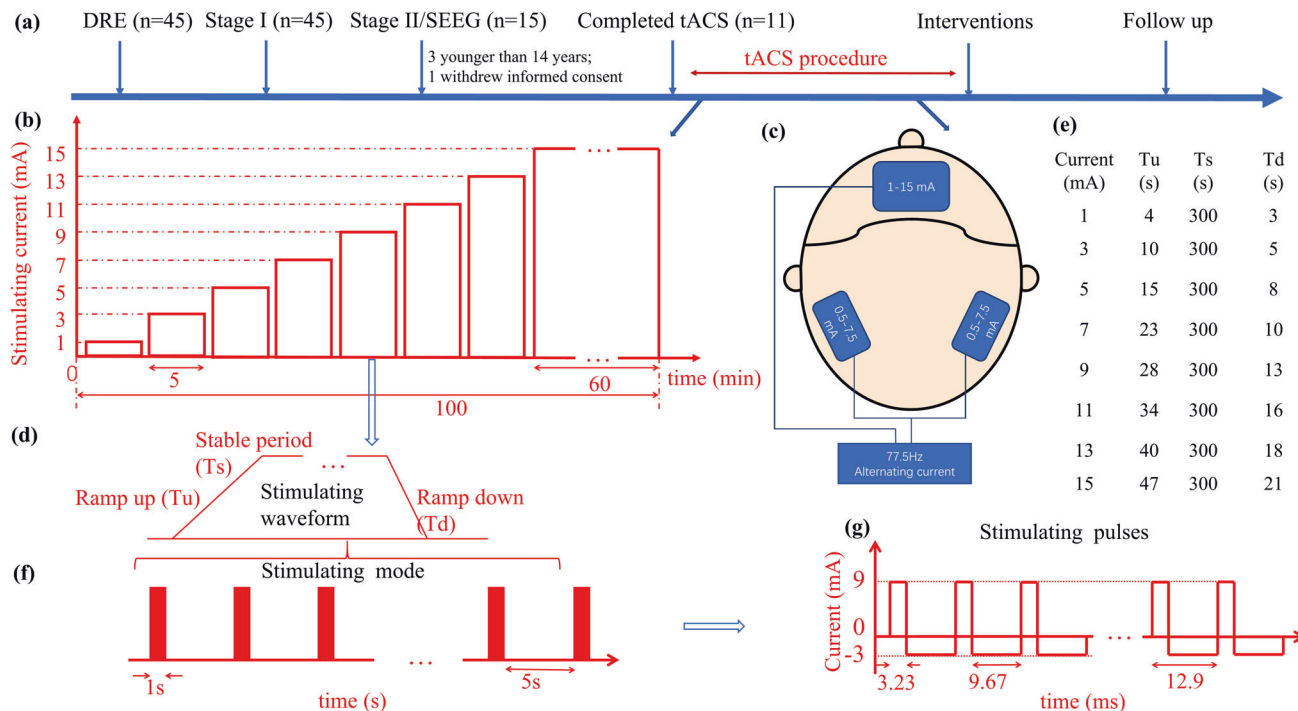 (a)
DRE (n=45) Stage I (n=45) Stage II/SEEG (n=15) Completed tACS (n=11) Interventions Follow up
3 younger than 14 years;
1 withdrew informed consent
tACS procedure
(b)
Stimulating current (mA)
15
13
11
9
7
5
3
1
0
...
...
5
60
time (min)
100
(c)
1-15 mA
0.5-7.5
mA
0.5-7.5
mA
77.5Hz
Alternating current
(e)
Current Tu Ts Td
(mA) (s) (s) (s)
1 4 300 3
3 10 300 5
5 15 300 8
7 23 300 10
9 28 300 13
11 34 300 16
13 40 300 18
15 47 300 21
(d)
Stable period
(Ts)
...
Ramp up (Tu)
Stimulating
waveform
Ramp down
(Td)
(f)
Stimulating mode
...
1s
5s
time (s)
(g)
Stimulating pulses
Current (mA)
9
0
-3
...
3.23
9.67
12.9
time (ms)